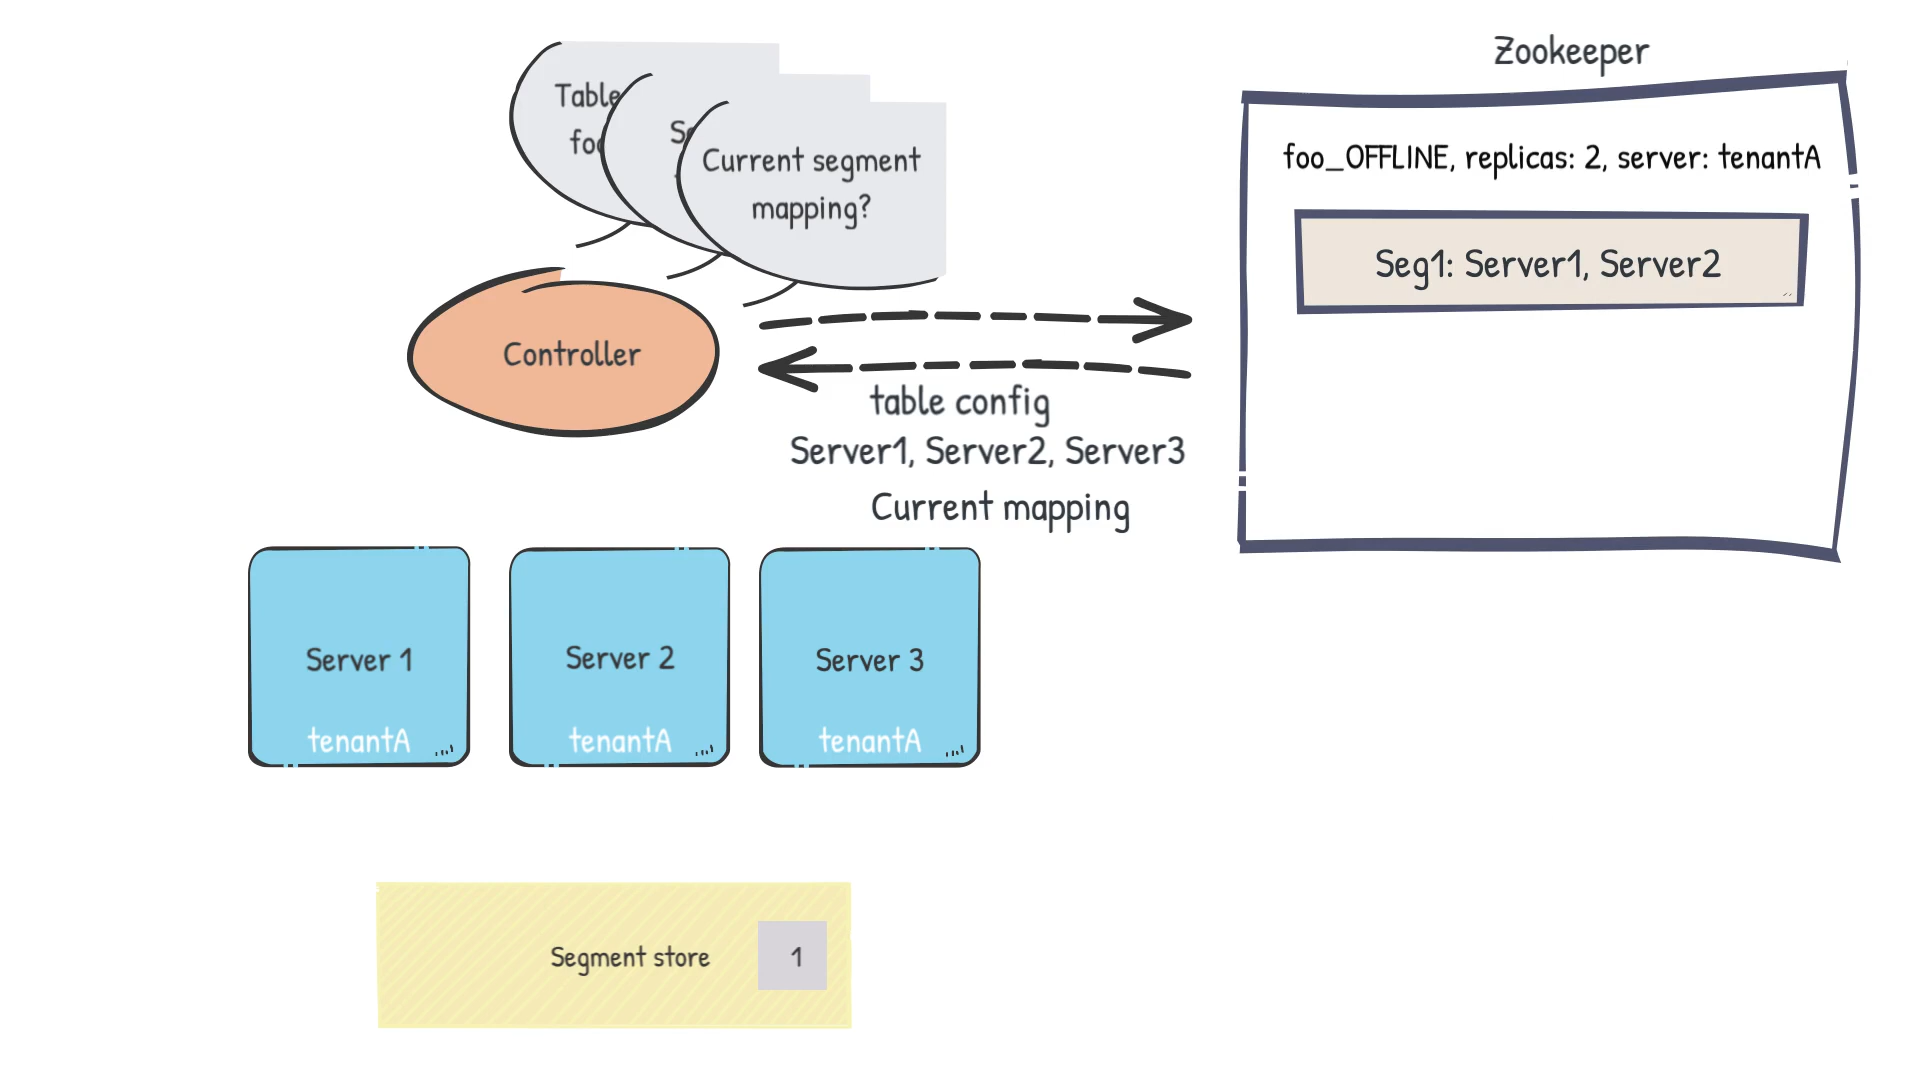 Zookeeper
Table
Current segment
mapping?
foo_OFFLINE, replicas: 2, server: tenantA
Seg1: Server1, Server2
Controller
table config
Server1, Server2, Server3
Current mapping
Server 1
tenantA
Server 2
tenantA
Server 3
tenantA
Segment store
1